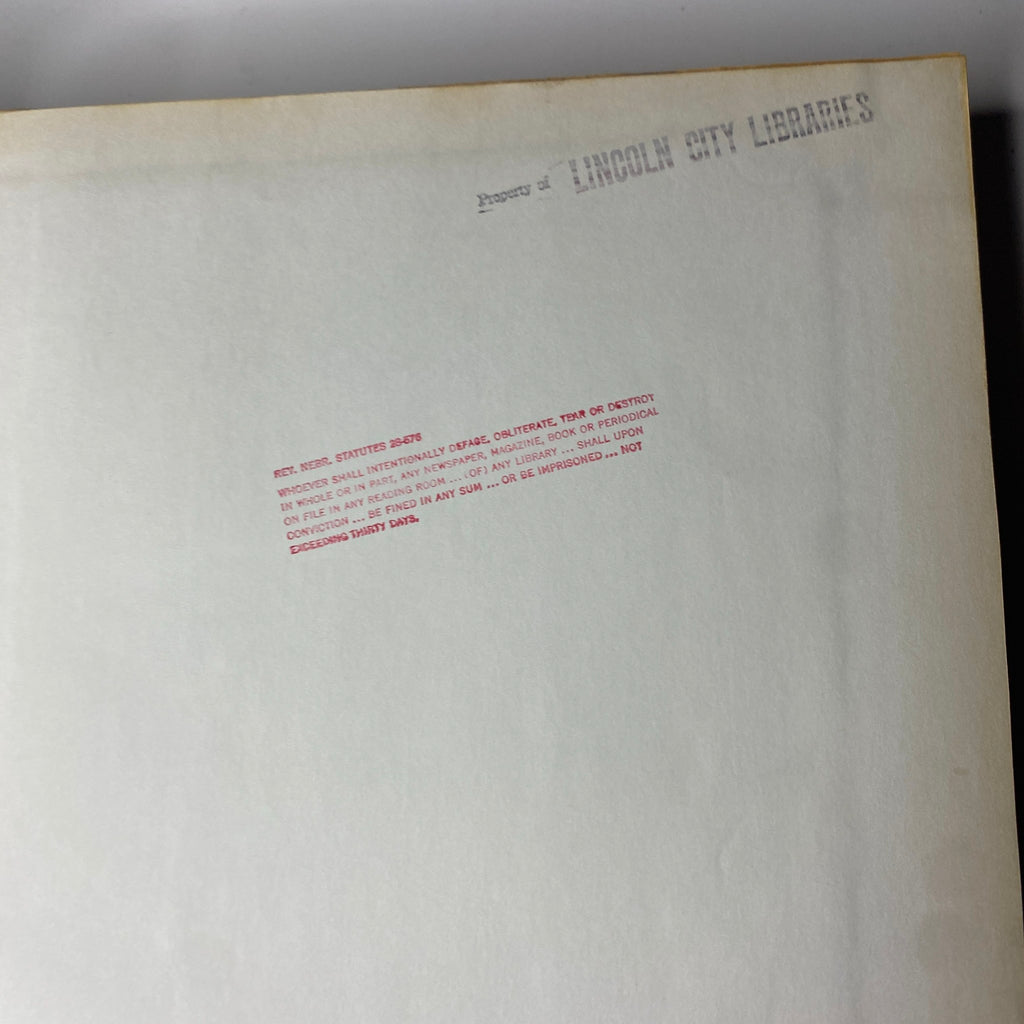 Property of LINCOLN CITY LIBRARIES
REV. NEBR. STATUTES 28-576
WHOEVER SHALL INTENTIONALLY DEFACE, OBLITERATE, TEAR OR DESTROY
IN WHOLE OR IN PART, ANY NEWSPAPER, MAGAZINE, BOOK OR PERIODICAL
ON FILE IN ANY READING ROOM ... (OF) ANY LIBRARY ... SHALL UPON
CONVICTION ... BE FINED IN ANY SUM ... OR BE IMPRISONED ... NOT
EXCEEDING THIRTY DAYS.